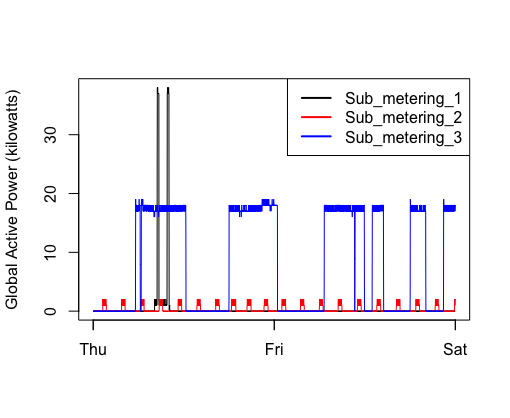 Global Active Power (kilowatts)
30
20
10
0
Sub_metering_1
Sub_metering_2
Sub_metering_3
Thu
Fri
Sat